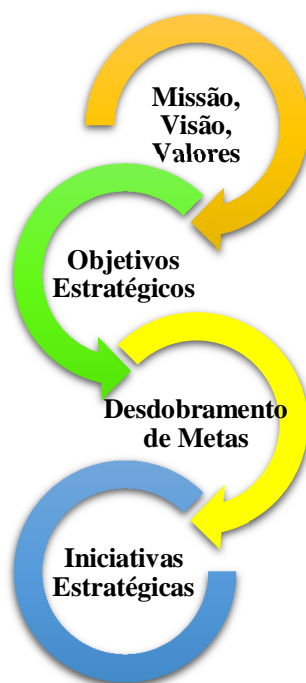 Missão,
Visão,
Valores
Objetivos
Estratégicos
Desdobramento
de Metas
Iniciativas
Estratégicas